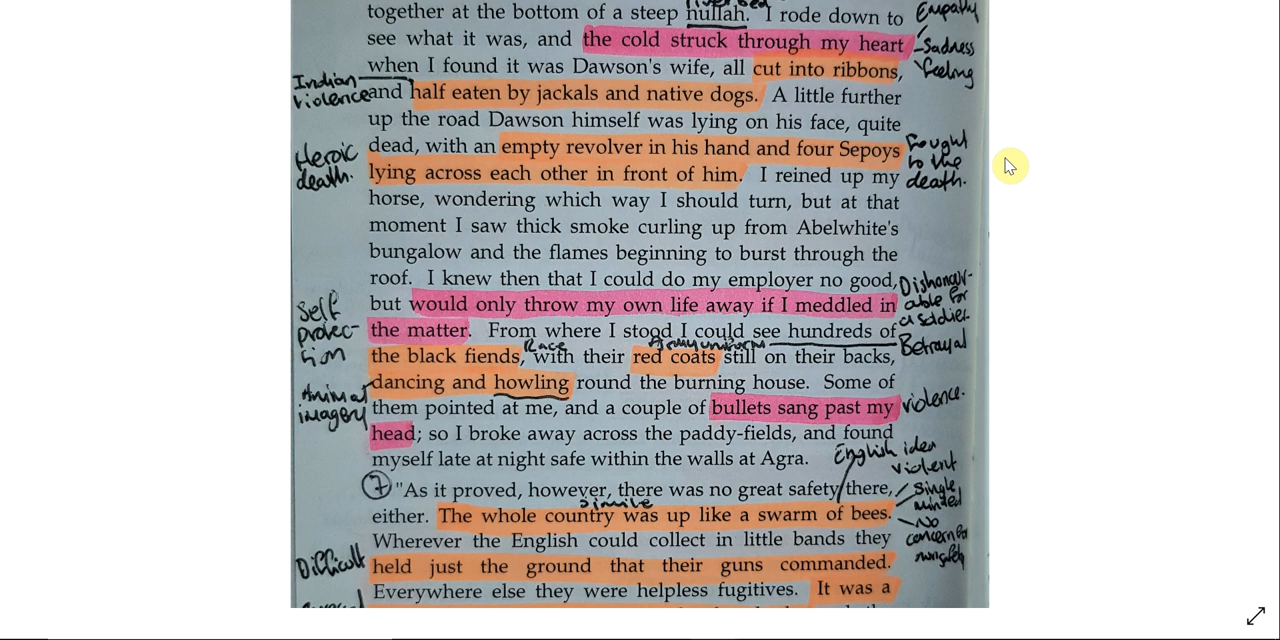 riverbed
together at the bottom of a steep nullah. I rode down to
Empathy
see what it was, and the cold struck through my heart
Sadness
when I found it was Dawson's wife, all cut into ribbons,
feeling
Indian
violence
and half eaten by jackals and native dogs. A little further
up the road Dawson himself was lying on his face, quite
dead, with an empty revolver in his hand and four Sepoys
Heroic
death.
Fought
to the
death.
lying across each other in front of him. I reined up my
horse, wondering which way I should turn, but at that
moment I saw thick smoke curling up from Abelwhite's
bungalow and the flames beginning to burst through the
roof. I knew then that I could do my employer no good,
Dishonour-
able for
a soldier.
but would only throw my own life away if I meddled in
Self
protec-
tion
the matter. From where I stood I could see hundreds of
Betrayal
Race
Army uniform
the black fiends, with their red coats still on their backs,
dancing and howling round the burning house. Some of
Animal
imagery
them pointed at me, and a couple of bullets sang past my
violence.
head; so I broke away across the paddy-fields, and found
myself late at night safe within the walls at Agra.
English idea
violent
7 "As it proved, however, there was no great safety there,
Single
minded
simile
either. The whole country was up like a swarm of bees.
No
concern for
own safety
Wherever the English could collect in little bands they
Difficult
held just the ground that their guns commanded.
Everywhere else they were helpless fugitives. It was a